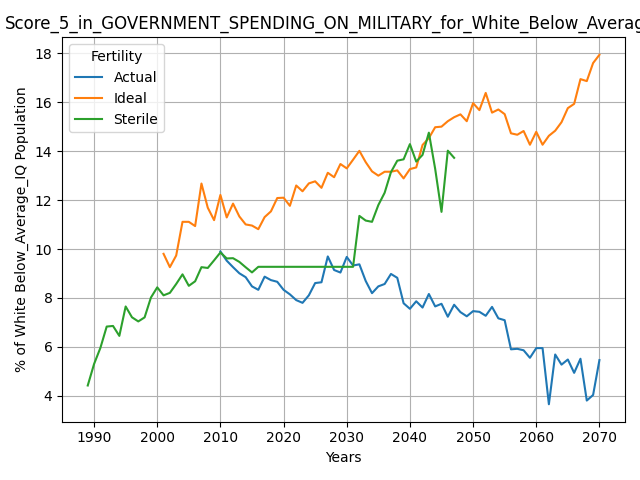 Score_5_in_GOVERNMENT_SPENDING_ON_MILITARY_for_White_Below_Averag
Fertility
Actual
Ideal
Sterile
% of White Below_Average_IQ Population
18
16
14
12
10
8
6
4
1990 2000 2010 2020 2030 2040 2050 2060 2070
Years